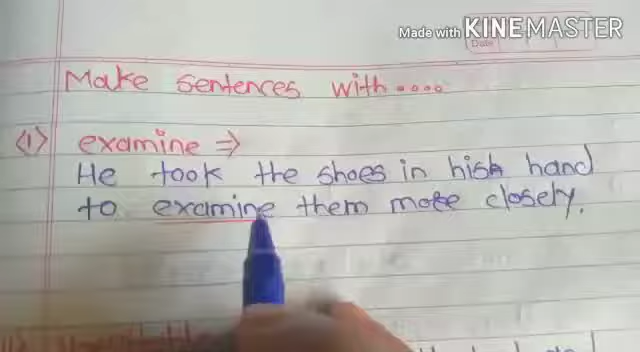 Made with KINEMASTER
Date
Make sentences with....
(1) examine ⇒
He took the shoes in his hand
to examine them more closely.